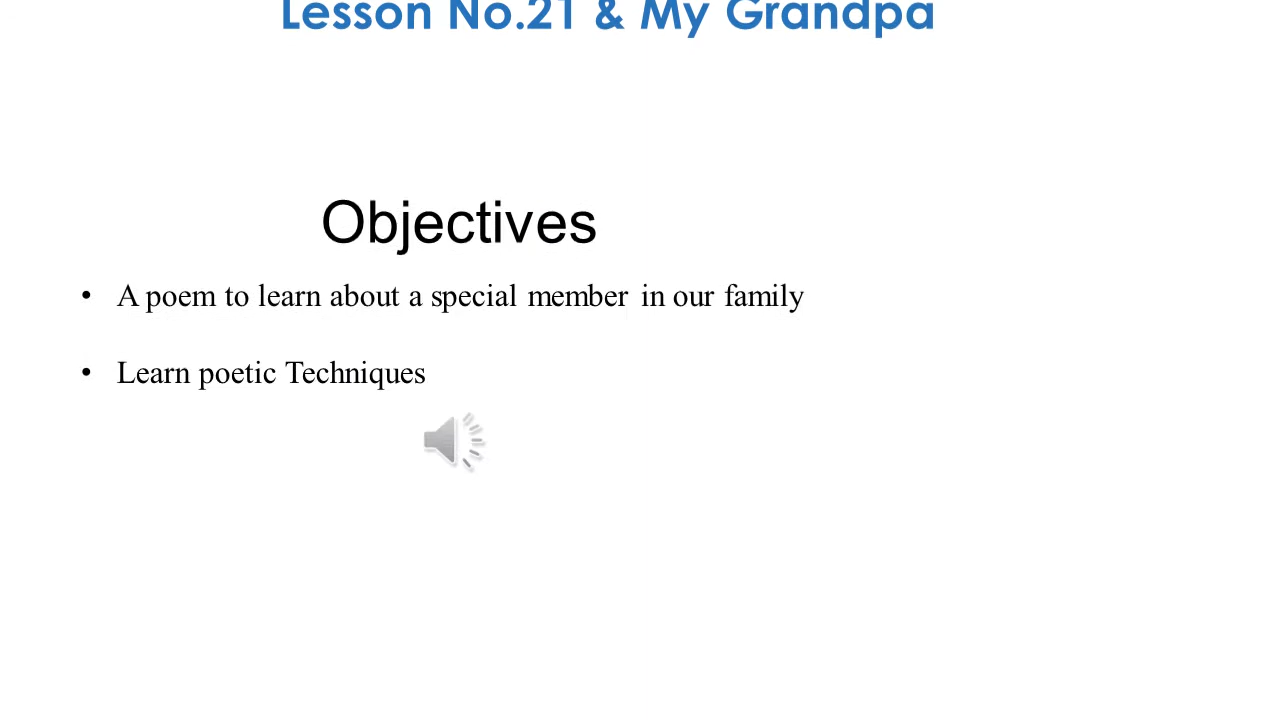 Lesson No.21 & My Grandpa
Objectives
• A poem to learn about a special member in our family
• Learn poetic Techniques